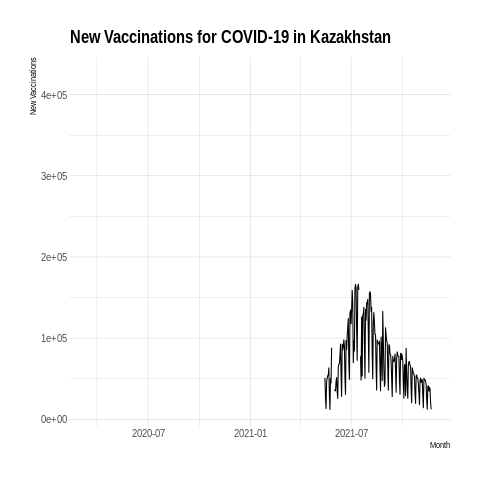 New Vaccinations for COVID-19 in Kazakhstan
New Vaccinations
4e+05
3e+05
2e+05
1e+05
0e+00
2020-07
2021-01
2021-07
Month